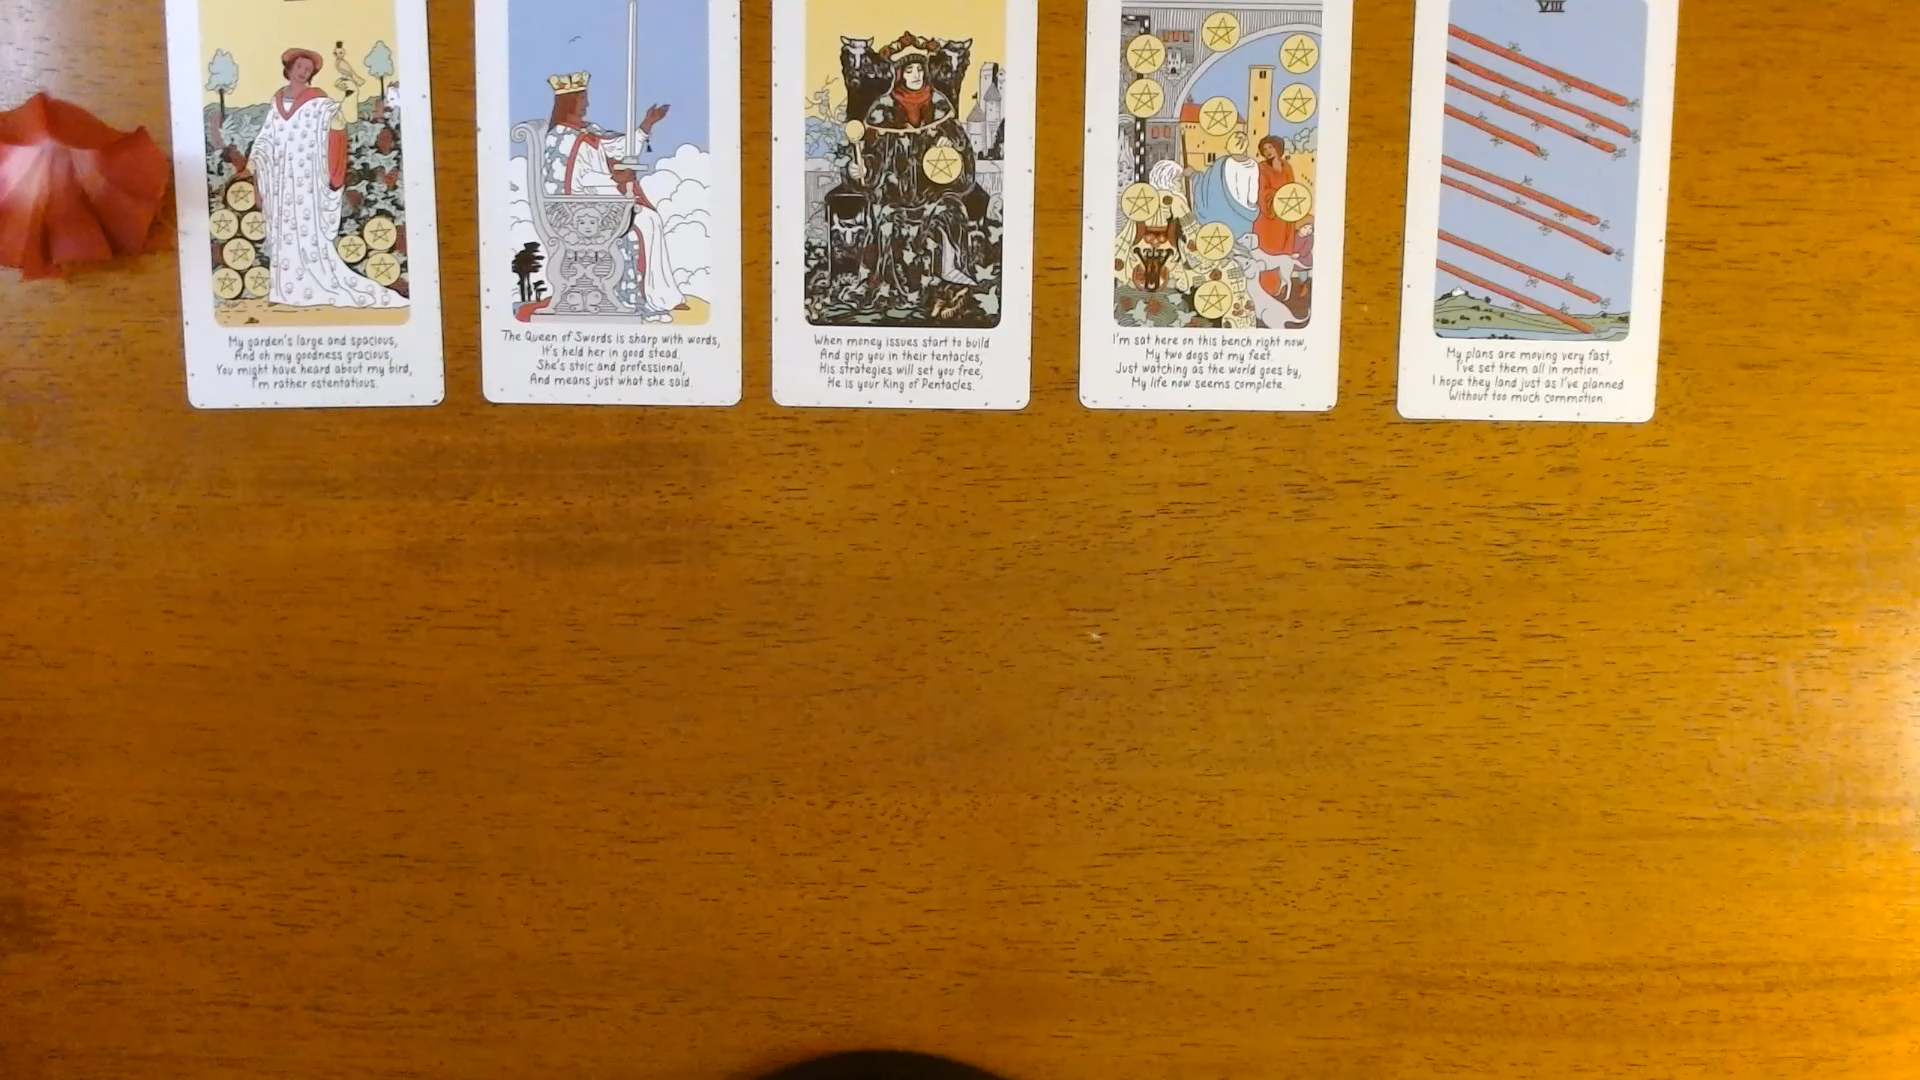 VIII
My garden's large and spacious,
And oh my goodness gracious,
You might have heard about my bird,
I'm rather ostentatious.
The Queen of Swords is sharp with words,
It's held her in good stead.
She's stoic and professional,
And means just what she said.
When money issues start to build
And grip you in their tentacles,
His strategies will set you free,
He is your King of Pentacles.
I'm sat here on this bench right now,
My two dogs at my feet.
Just watching as the world goes by,
My life now seems complete.
My plans are moving very fast,
I've set them all in motion.
I hope they land just as I've planned
Without too much commotion.